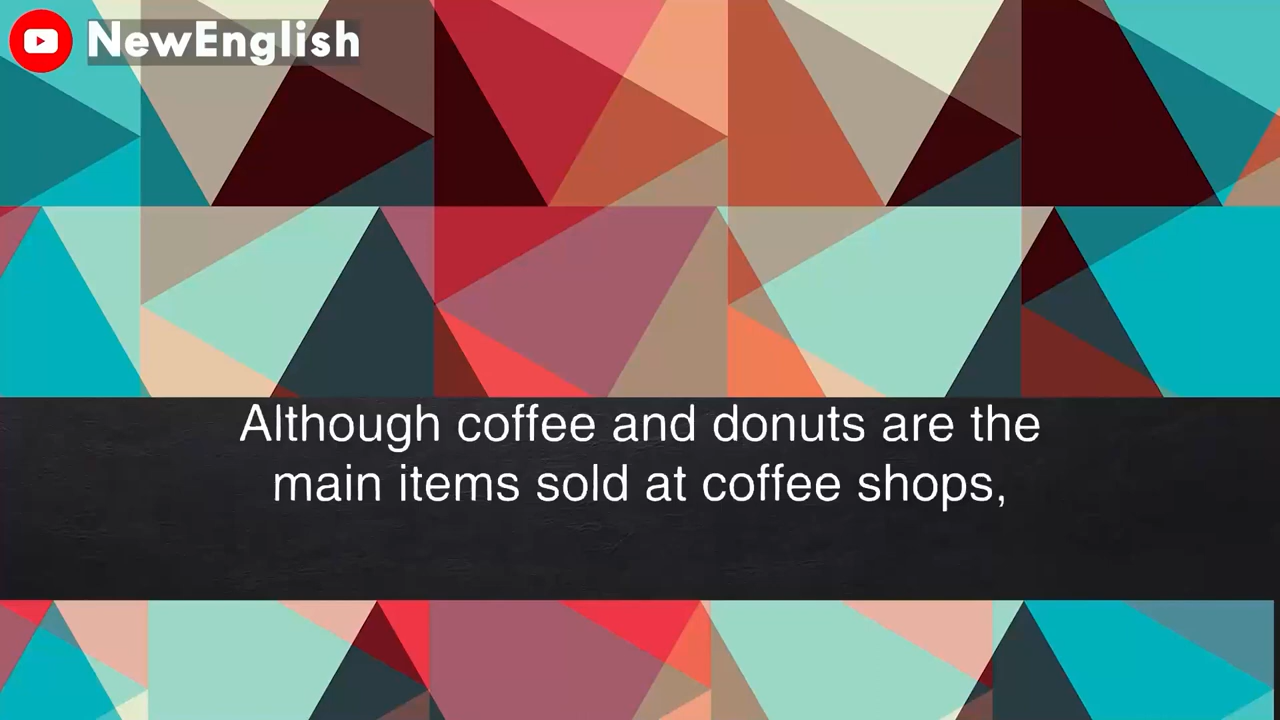 NewEnglish
Although coffee and donuts are the
main items sold at coffee shops,